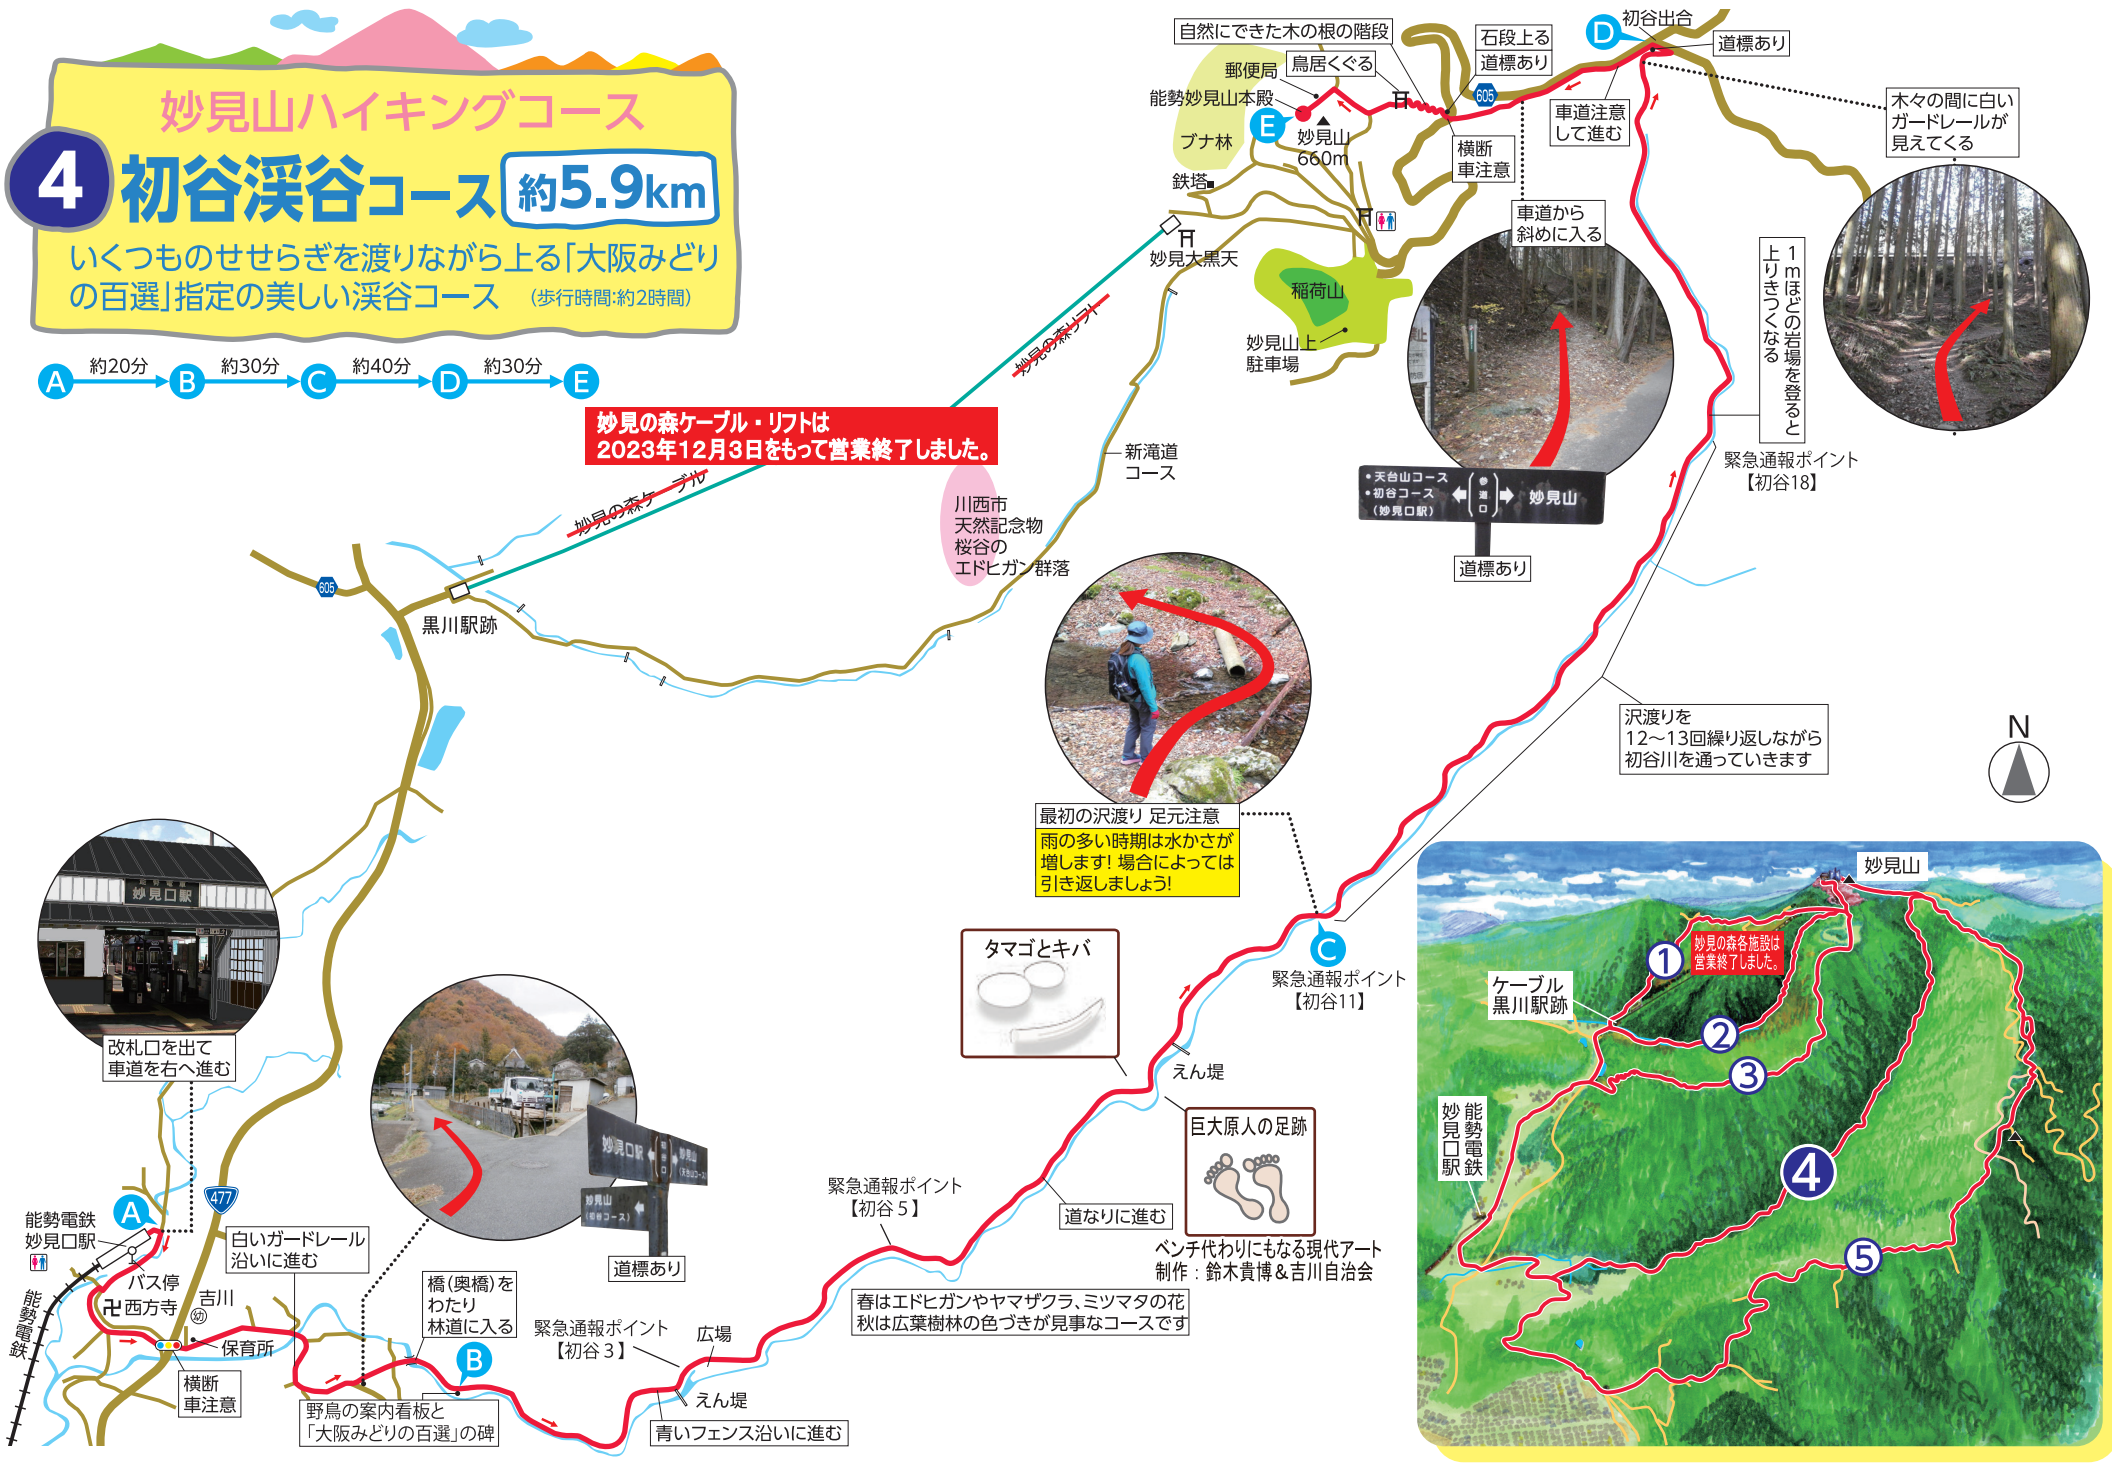 妙見山ハイキングコース
4
初谷渓谷コース
約5.9km
いくつものせせらぎを渡りながら上る「大阪みどり
の百選」指定の美しい渓谷コース (歩行時間:約2時間)
A 約20分 B 約30分 C 約40分 D 約30分 E
妙見の森ケーブル・リフトは
2023年12月3日をもって営業終了しました。
妙見の森リフト
妙見の森ケーブル
自然にできた木の根の階段
石段上る
道標あり
D
初谷出合
道標あり
郵便局
鳥居くぐる
能勢妙見山本殿
E
妙見山
660m
ブナ林
鉄塔
605
車道注意
して進む
横断
車注意
木々の間に白い
ガードレールが
見えてくる
車道から
斜めに入る
妙見大黒天
稲荷山
妙見山上
駐車場
1mほどの岩場を登ると
上りきつくなる
緊急通報ポイント
【初谷18】
•天台山コース
•初谷コース
(妙見口駅)
参道口
妙見山
道標あり
新滝道
コース
川西市
天然記念物
桜谷の
エドヒガン群落
605
黒川駅跡
沢渡りを
12〜13回繰り返しながら
初谷川を通っていきます
N
最初の沢渡り 足元注意
雨の多い時期は水かさが
増します! 場合によっては
引き返しましょう!
C
緊急通報ポイント
【初谷11】
タマゴとキバ
えん堤
巨大原人の足跡
ベンチ代わりにもなる現代アート
制作:鈴木貴博&吉川自治会
道なりに進む
緊急通報ポイント
【初谷5】
春はエドヒガンやヤマザクラ、ミツマタの花
秋は広葉樹林の色づきが見事なコースです
妙見口駅
改札口を出て
車道を右へ進む
A
能勢電鉄
妙見口駅
バス停
卍西方寺
能勢電鉄
477
吉川
幼
保育所
横断
車注意
白いガードレール
沿いに進む
妙見口駅
妙見山
(天台山コース)
妙見山
(初谷コース)
道標あり
橋(奥橋)を
わたり
林道に入る
B
野鳥の案内看板と
「大阪みどりの百選」の碑
緊急通報ポイント
【初谷3】
広場
えん堤
青いフェンス沿いに進む
妙見山
1
妙見の森各施設は
営業終了しました。
ケーブル
黒川駅跡
2
3
能勢電鉄
妙見口駅
4
5